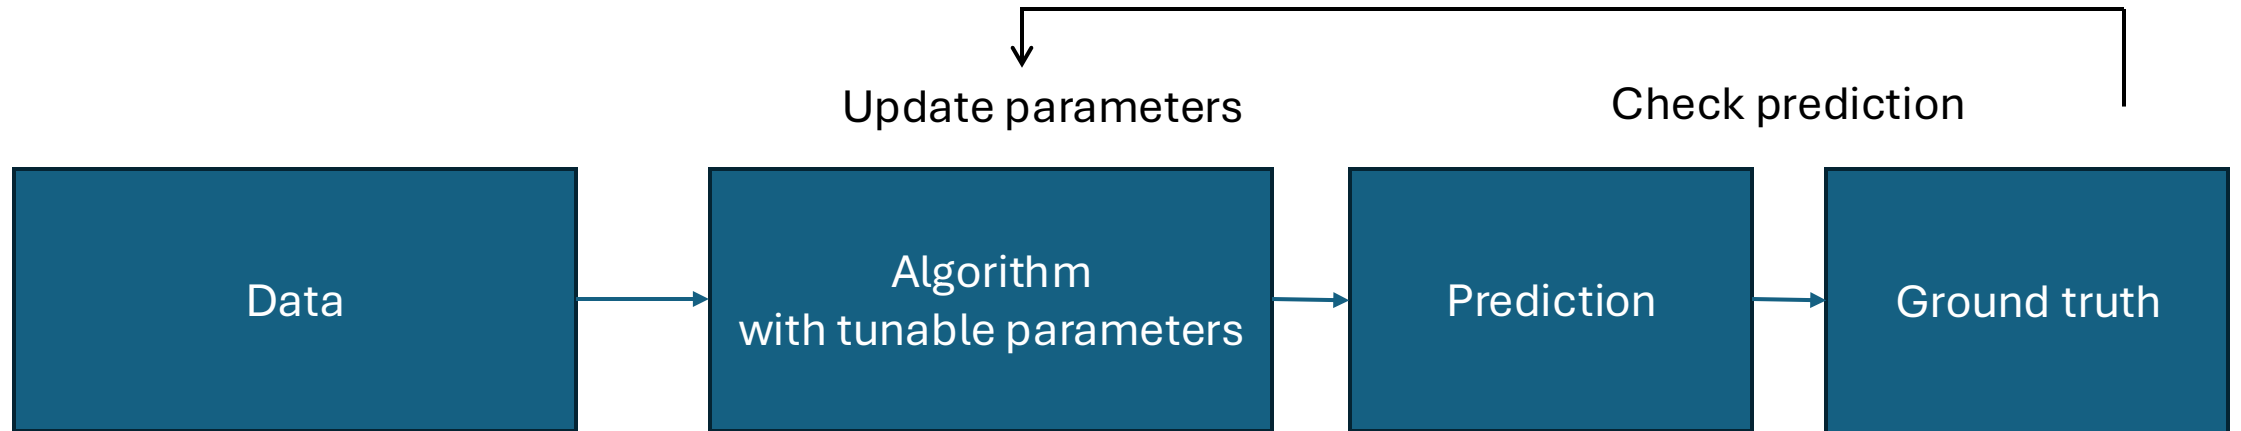 Update parameters
Check prediction
Data
Algorithm
with tunable parameters
Prediction
Ground truth